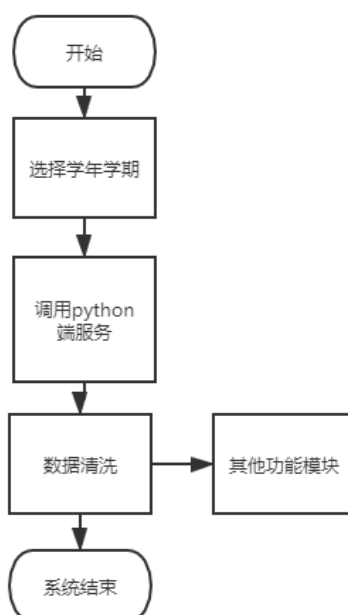 开始
选择学年学期
调用python
端服务
数据清洗
其他功能模块
系统结束